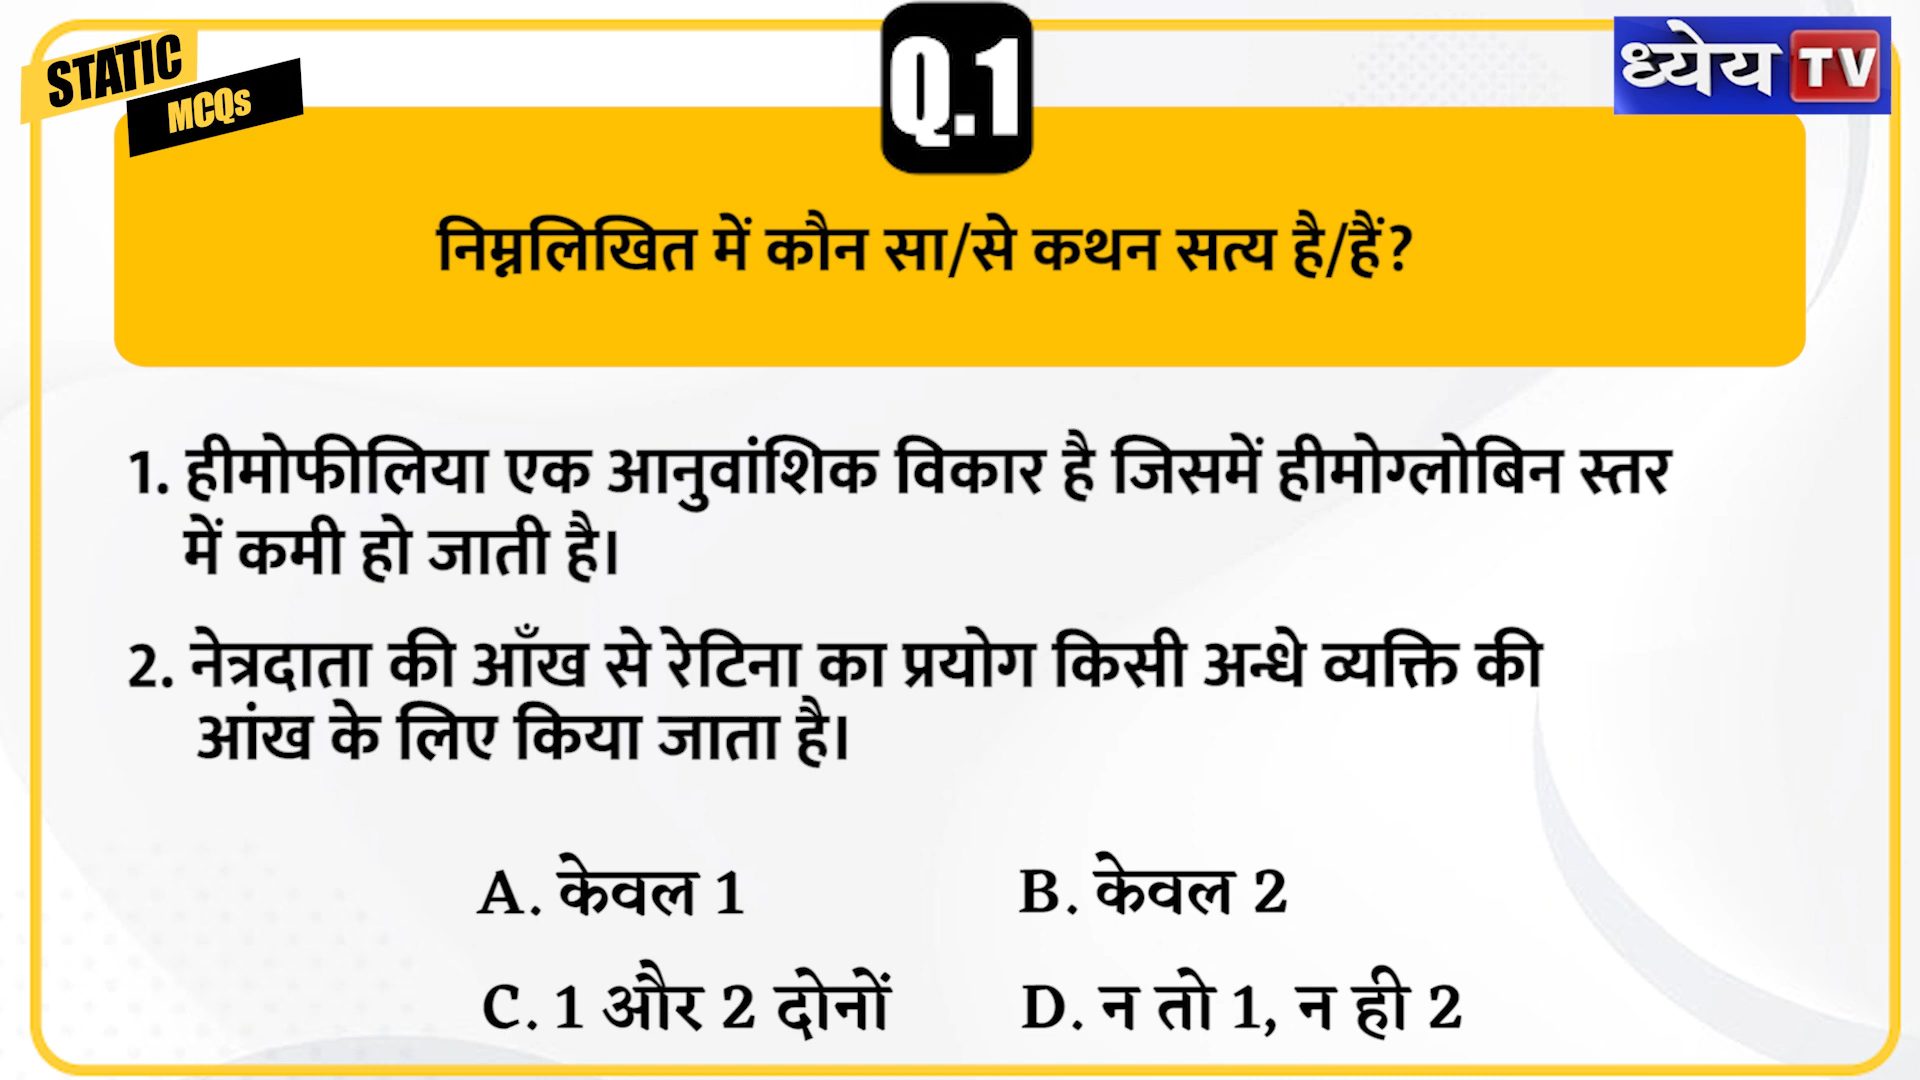 STATIC
MCQs
Q.1
ध्येय TV
निम्नलिखित में कौन सा/से कथन सत्य है/हैं?
1. हीमोफीलिया एक आनुवांशिक विकार है जिसमें हीमोग्लोबिन स्तर
में कमी हो जाती है।
2. नेत्रदाता की आँख से रेटिना का प्रयोग किसी अन्धे व्यक्ति की
आंख के लिए किया जाता है।
A. केवल 1
B. केवल 2
C. 1 और 2 दोनों
D. न तो 1, न ही 2